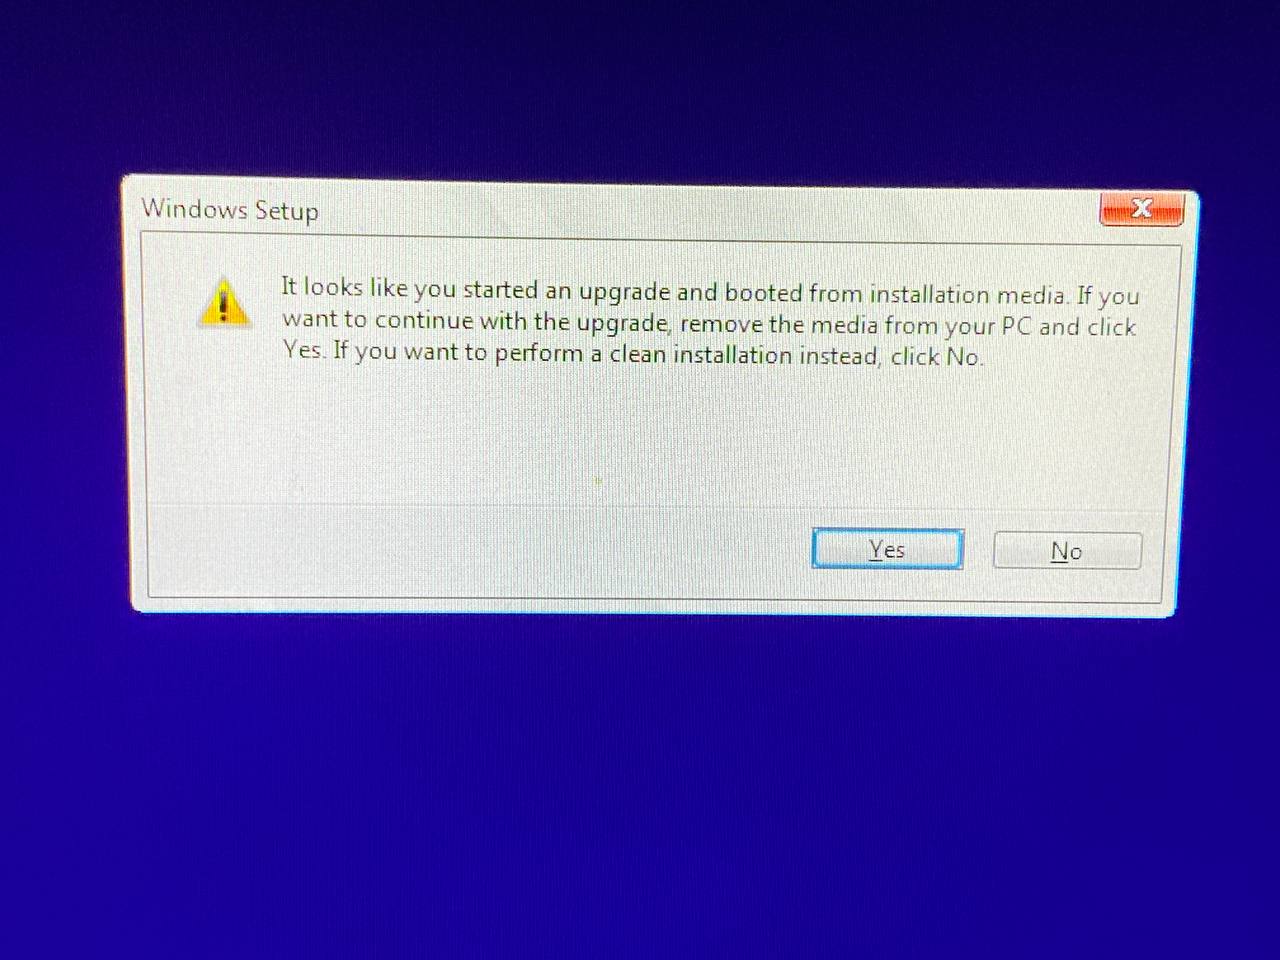 Windows Setup
It looks like you started an upgrade and booted from installation media. If you
want to continue with the upgrade, remove the media from your PC and click
Yes. If you want to perform a clean installation instead, click No.
Yes
No